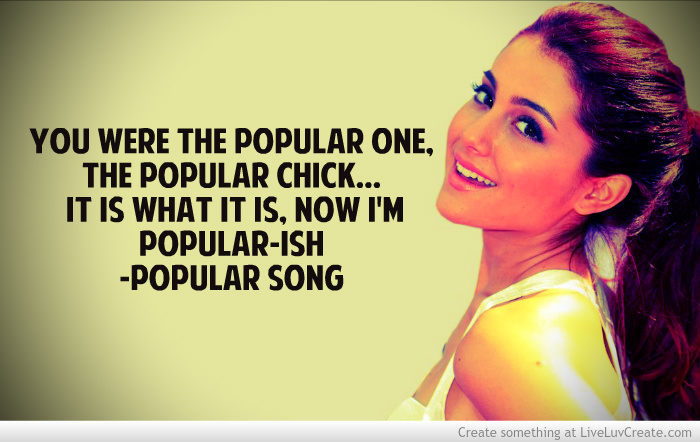 YOU WERE THE POPULAR ONE,
THE POPULAR CHICK...
IT IS WHAT IT IS, NOW I'M
POPULAR-ISH
-POPULAR SONG
Create something at LiveLuvCreate.com